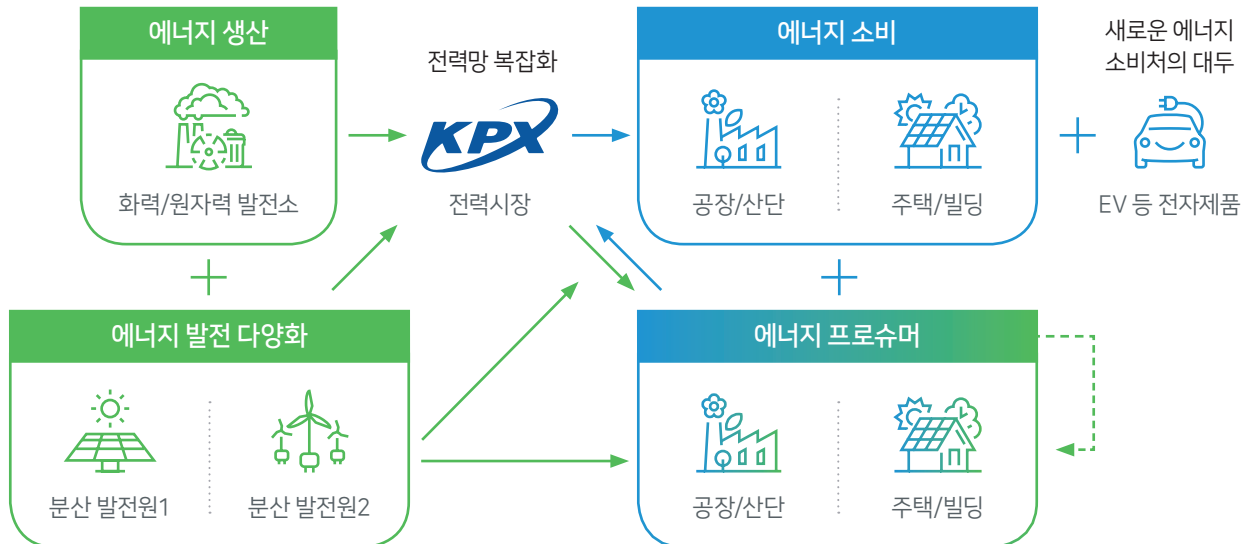 에너지 생산
화력/원자력 발전소
전력망 복잡화
KPX
전력시장
에너지 소비
공장/산단
주택/빌딩
새로운 에너지
소비처의 대두
EV 등 전자제품
에너지 발전 다양화
분산 발전원1
분산 발전원2
에너지 프로슈머
공장/산단
주택/빌딩